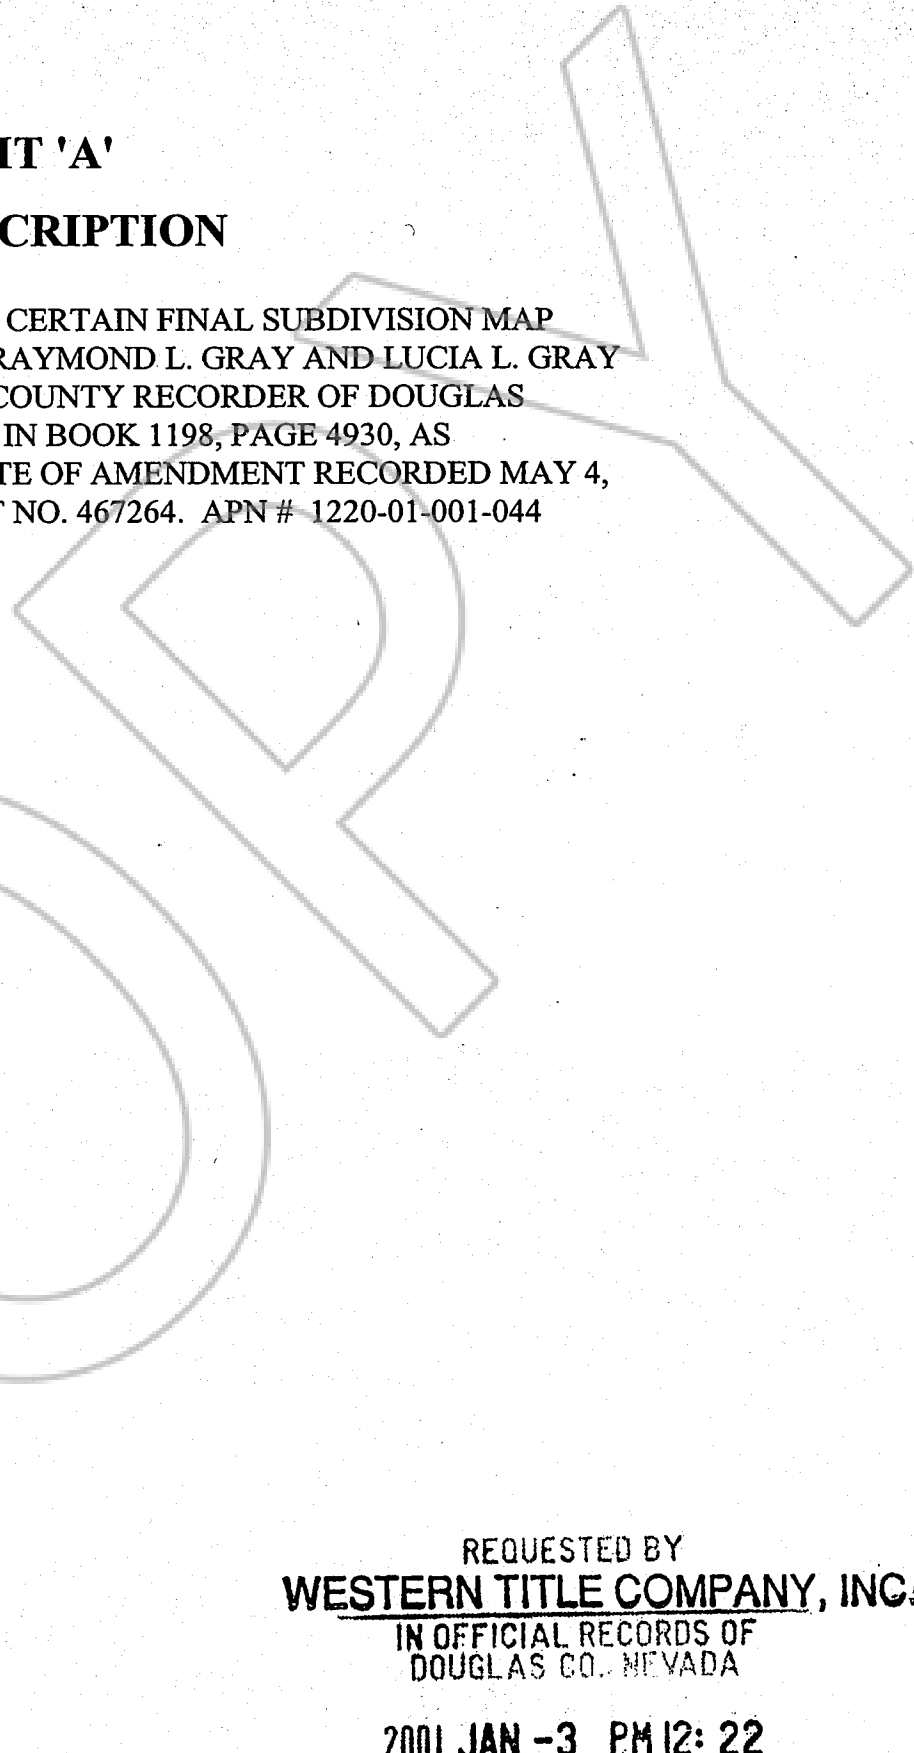 IT 'A'
CRIPTION
CERTAIN FINAL SUBDIVISION MAP
RAYMOND L. GRAY AND LUCIA L. GRAY
COUNTY RECORDER OF DOUGLAS
IN BOOK 1198, PAGE 4930, AS
TE OF AMENDMENT RECORDED MAY 4,
T NO. 467264. APN # 1220-01-001-044
OPY
REQUESTED BY
WESTERN TITLE COMPANY, INC.
IN OFFICIAL RECORDS OF
DOUGLAS CO., NEVADA
2001 JAN -3 PM 12: 22